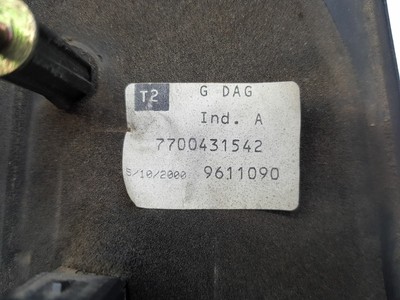 T2 G DAG
Ind. A
7700431542
5/10/2000 9611090